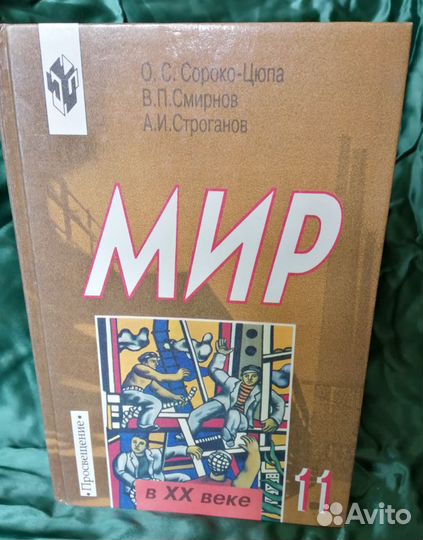 О. С. Сороко-Цюпа
В.П.Смирнов
А.И.Строганов
МИР
в XX веке
11
• Просвещение •
Avito